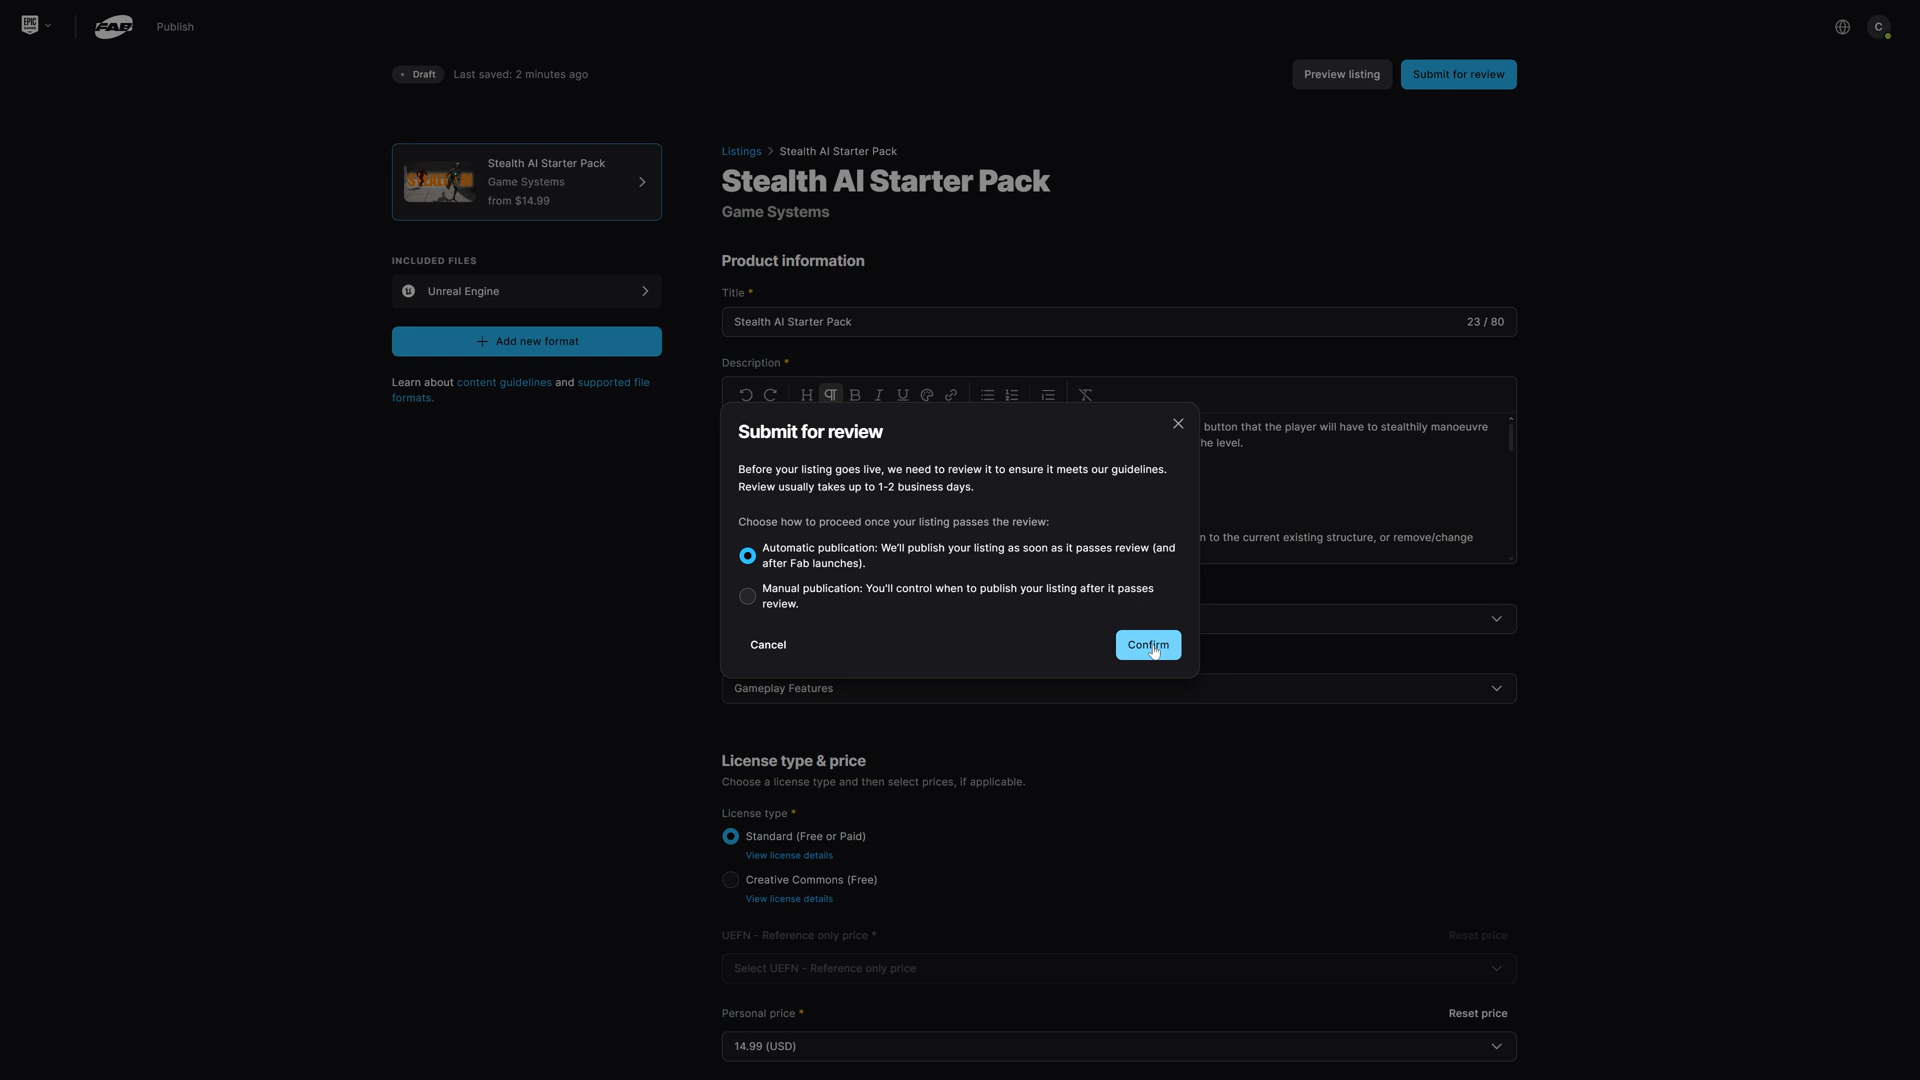 EPIC GAMES
FAB
Publish
C
Draft
Last saved: 2 minutes ago
Preview listing
Submit for review
Stealth AI Starter Pack
Game Systems
from $14.99
INCLUDED FILES
Unreal Engine
Add new format
Learn about content guidelines and supported file
formats.
Listings > Stealth AI Starter Pack
Stealth AI Starter Pack
Game Systems
Product information
Title *
Stealth AI Starter Pack
23 / 80
Description *
button that the player will have to stealthily manoeuvre
he level.
n to the current existing structure, or remove/change
Submit for review
Before your listing goes live, we need to review it to ensure it meets our guidelines.
Review usually takes up to 1-2 business days.
Choose how to proceed once your listing passes the review:
Automatic publication: We'll publish your listing as soon as it passes review (and
after Fab launches).
Manual publication: You'll control when to publish your listing after it passes
review.
Cancel
Confirm
Gameplay Features
License type & price
Choose a license type and then select prices, if applicable.
License type *
Standard (Free or Paid)
View license details
Creative Commons (Free)
View license details
UEFN - Reference only price *
Reset price
Select UEFN - Reference only price
Personal price *
Reset price
14.99 (USD)